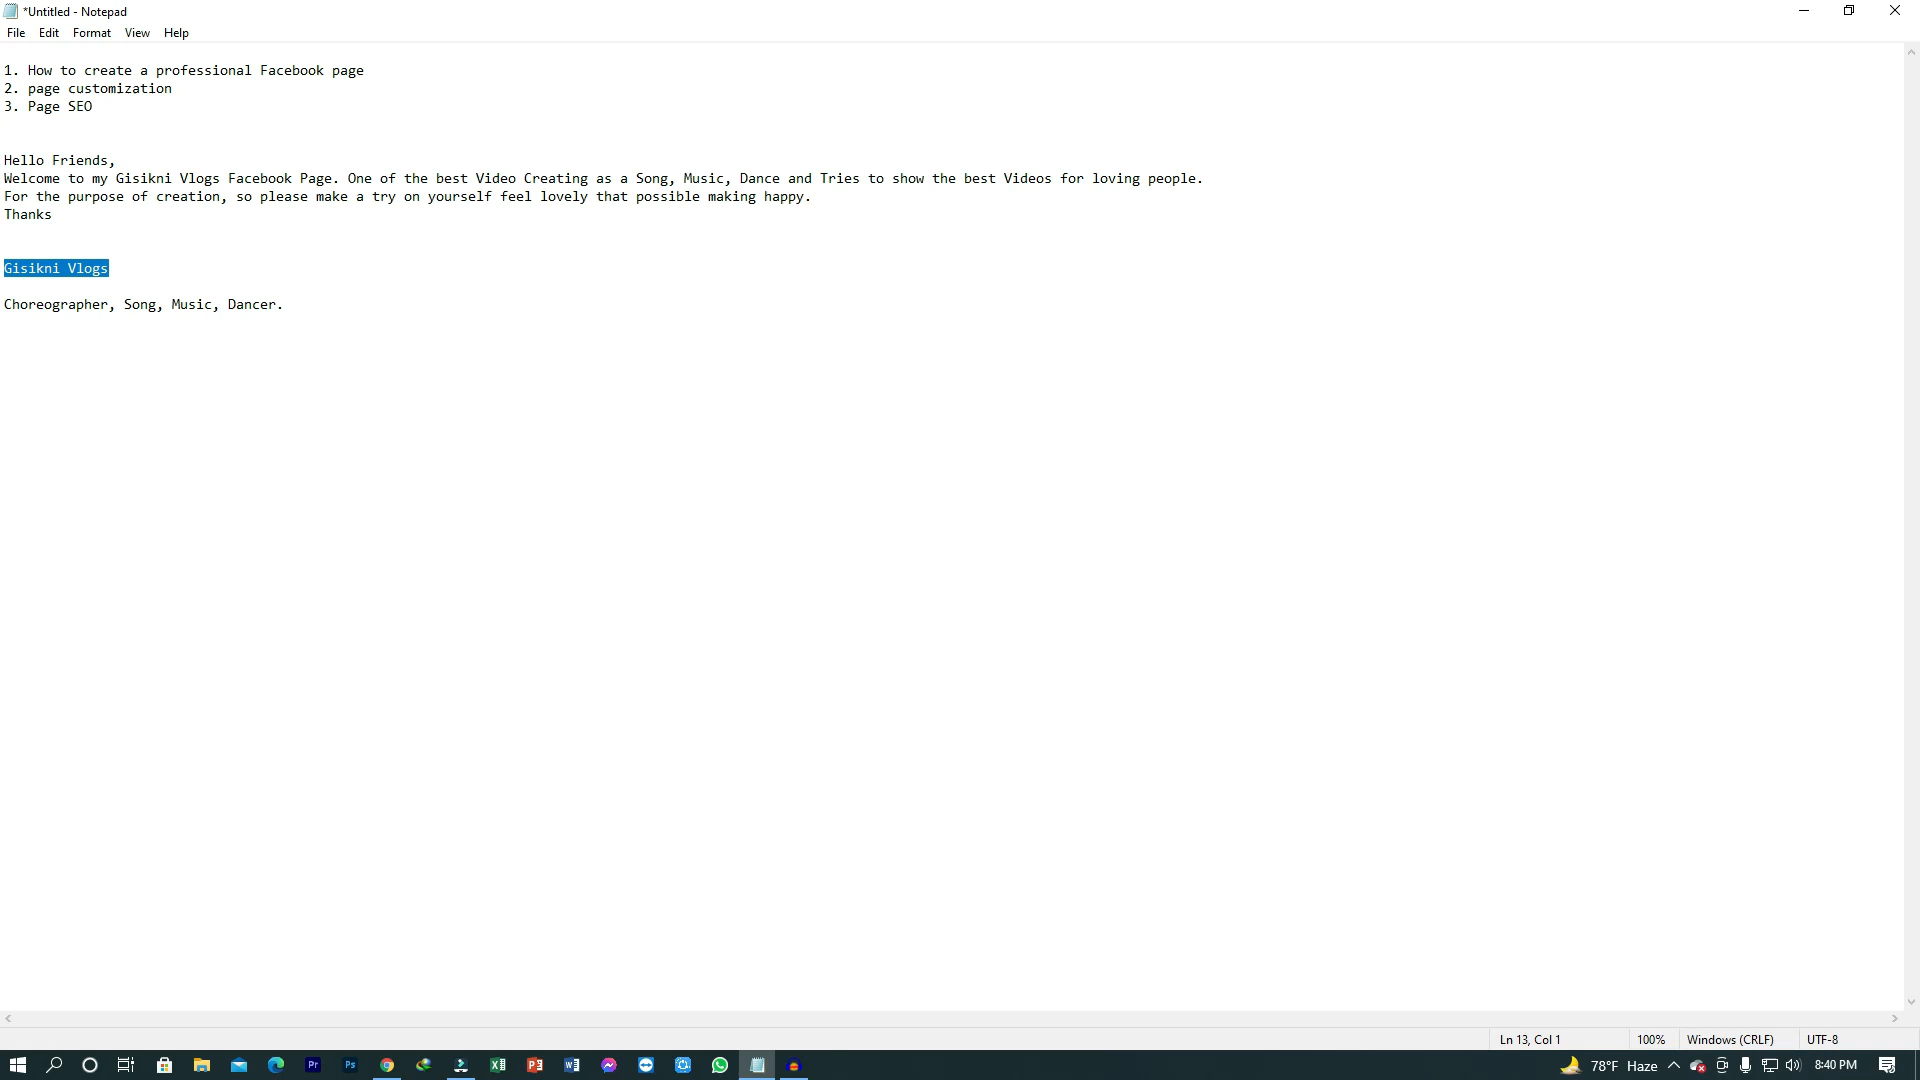 *Untitled - Notepad
File Edit Format View Help
1. How to create a professional Facebook page
2. page customization
3. Page SEO
Hello Friends,
Welcome to my Gisikni Vlogs Facebook Page. One of the best Video Creating as a Song, Music, Dance and Tries to show the best Videos for loving people.
For the purpose of creation, so please make a try on yourself feel lovely that possible making happy.
Thanks
Gisikni Vlogs
Choreographer, Song, Music, Dancer.
Ln 13, Col 1 100% Windows (CRLF) UTF-8
Pr Ps 78°F Haze 8:40 PM